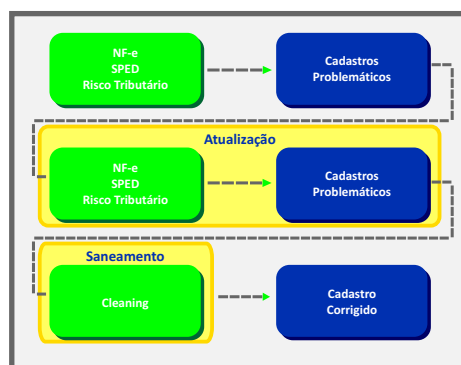 NF-e
SPED
Risco Tributário
Cadastros
Problemáticos
Atualização
NF-e
SPED
Risco Tributário
Cadastros
Problemáticos
Saneamento
Cleaning
Cadastro
Corrigido